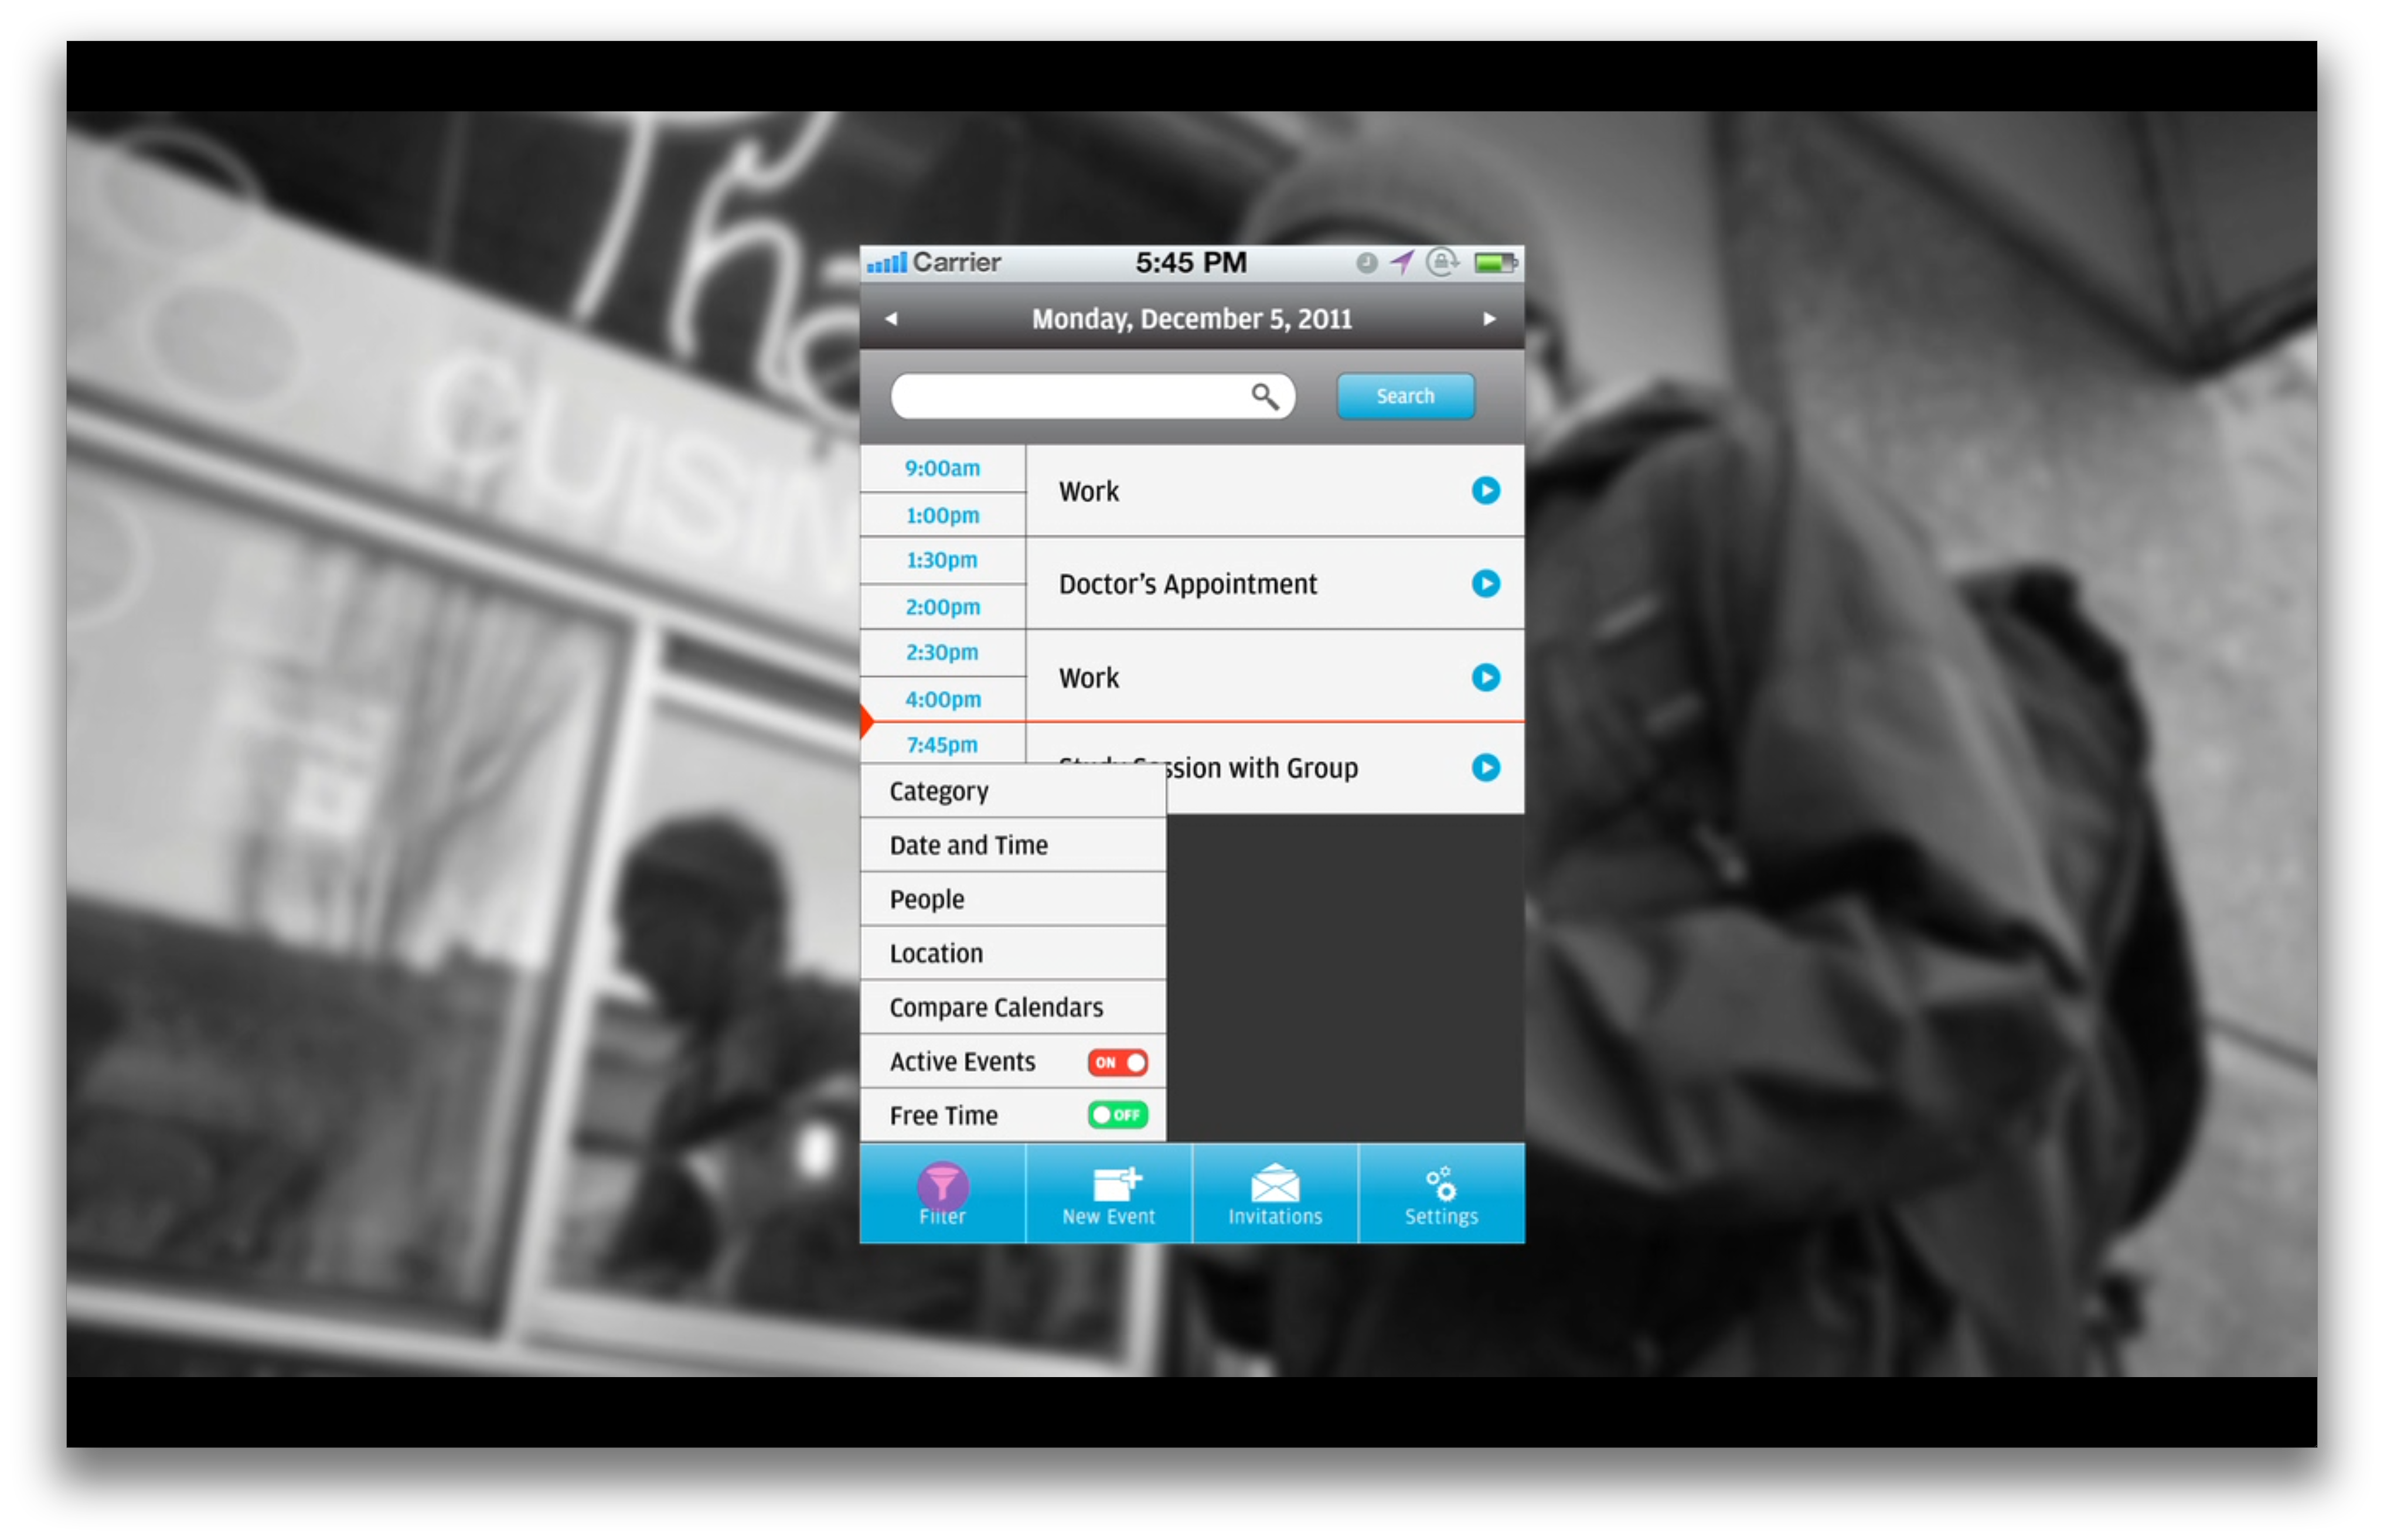 CUISIN
Carrier 5:45 PM
Monday, December 5, 2011
Search
9:00am
1:00pm
Work
1:30pm
2:00pm
Doctor's Appointment
2:30pm
4:00pm
Work
7:45pm
Study Session with Group
Category
Date and Time
People
Location
Compare Calendars
Active Events ON
Free Time OFF
Filter
New Event
Invitations
Settings